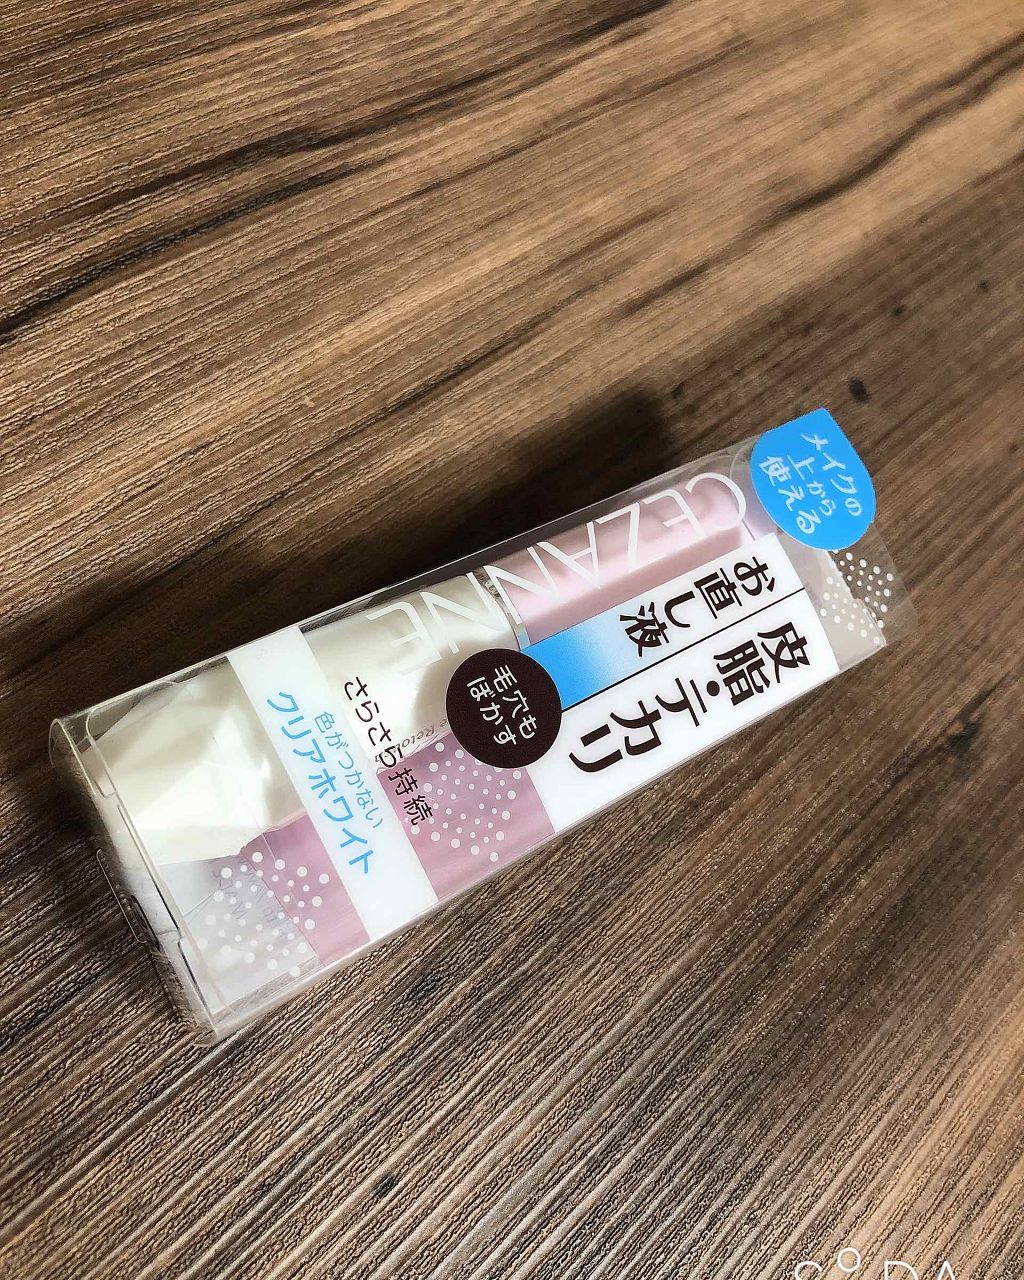 メイクの
上から
使える
CEZANNE
皮脂・テカリ
お直し液
毛穴も
ぼかす
さらさら持続
色がつかない
クリアホワイト
SODA